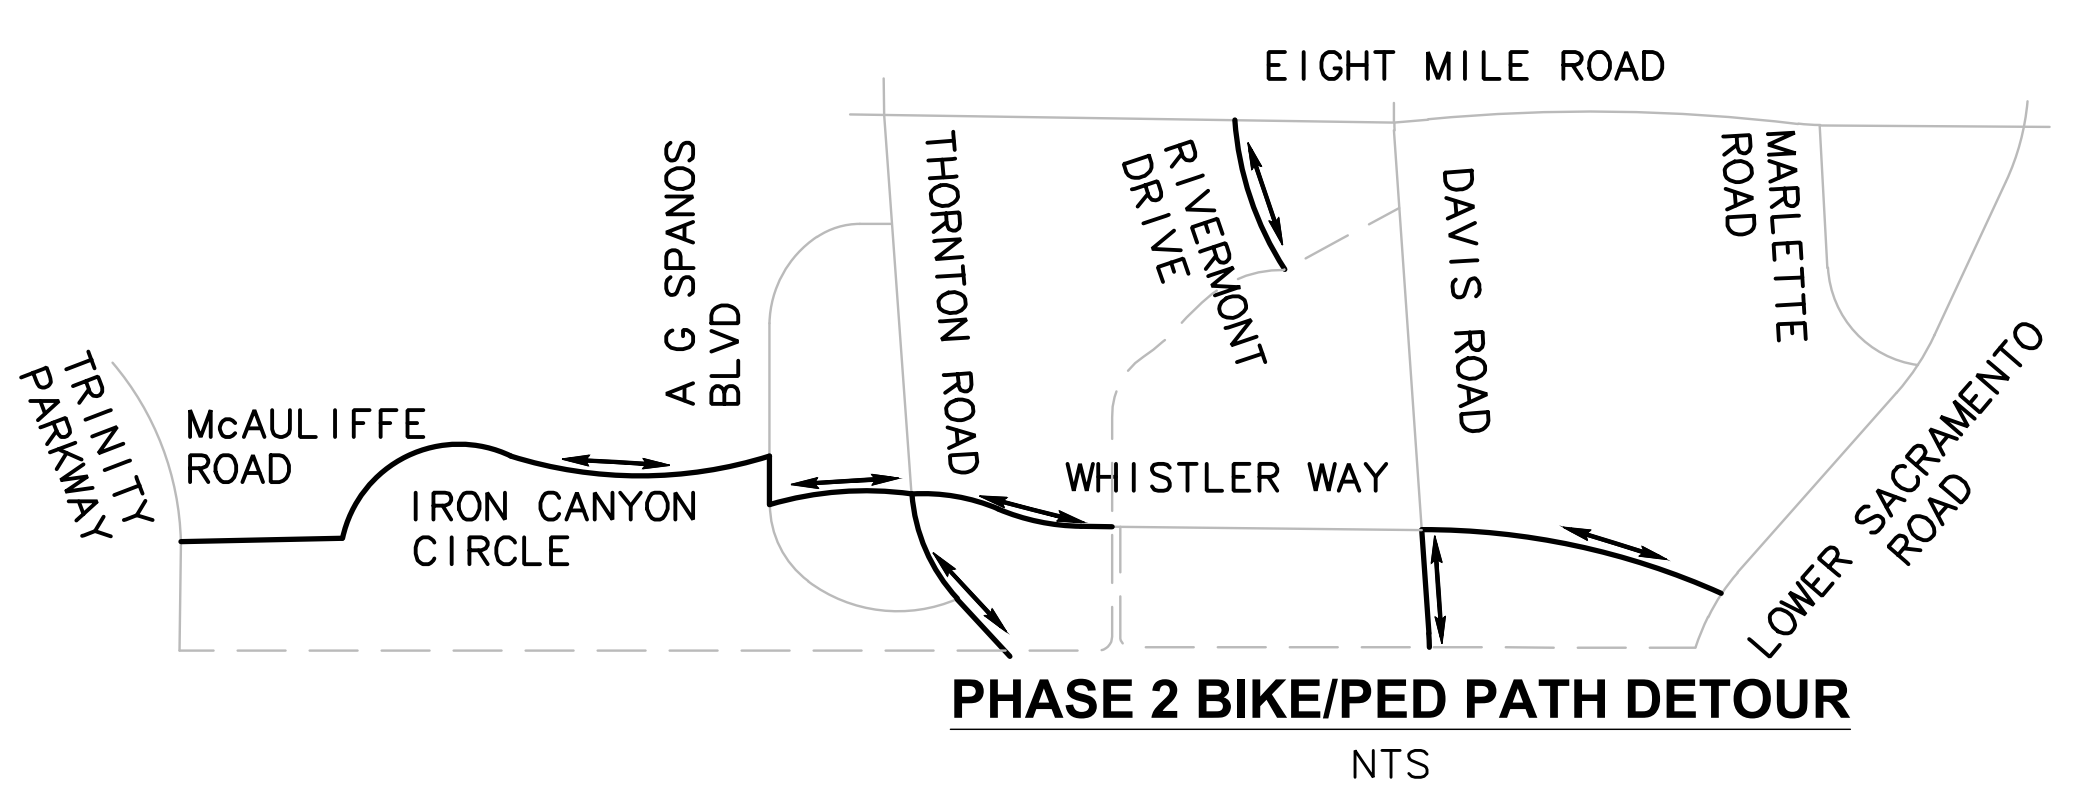 EIGHT MILE ROAD
A G SPANOS
BLVD
THORNTON ROAD
RIVERMONT
DRIVE
DAVIS ROAD
MARLETTE
ROAD
TRINITY
PARKWAY
McAULIFFE
ROAD
IRON CANYON
CIRCLE
WHISTLER WAY
LOWER SACRAMENTO
ROAD
PHASE 2 BIKE/PED PATH DETOUR
NTS